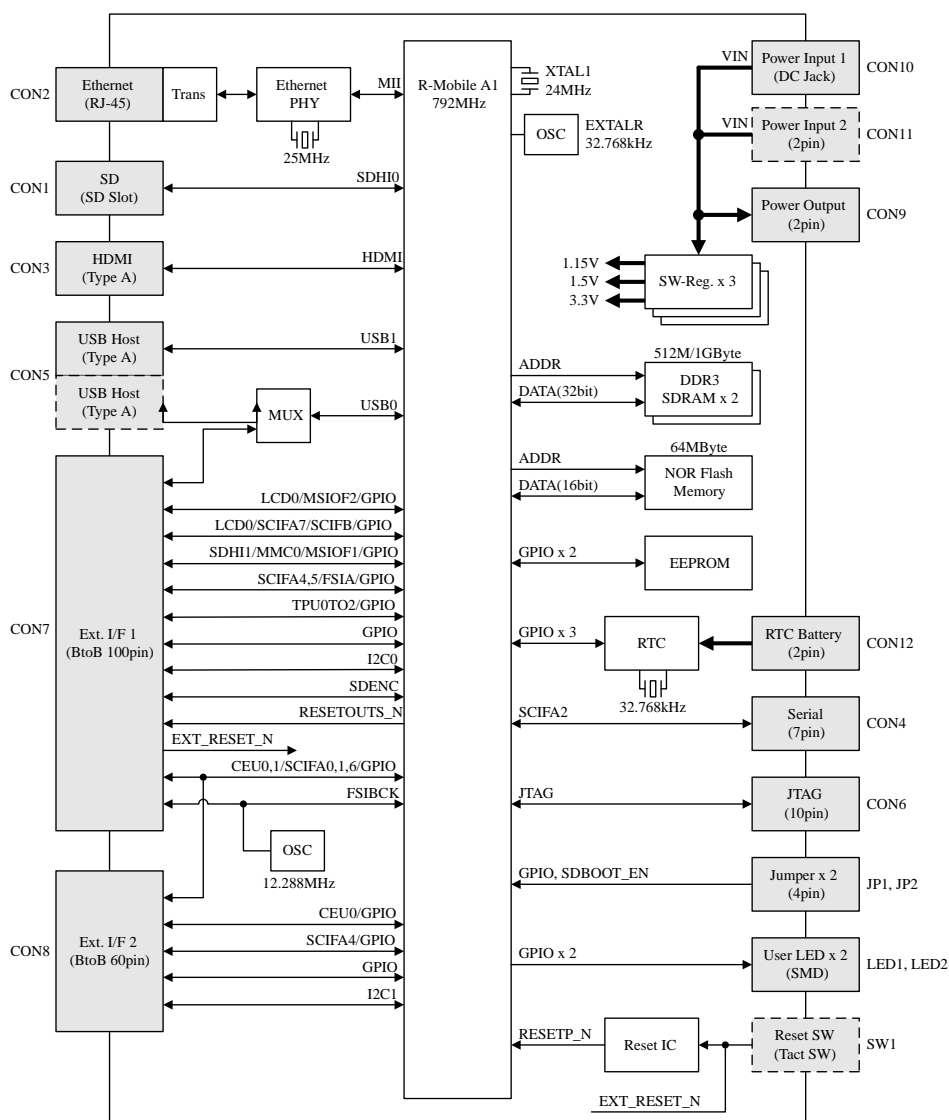 CON2
Ethernet
(RJ-45)
Trans
Ethernet
PHY
25MHz
MII
R-Mobile A1
792MHz
XTAL1
24MHz
OSC
EXTALR
32.768kHz
VIN
Power Input 1
(DC Jack)
CON10
VIN
Power Input 2
(2pin)
CON11
Power Output
(2pin)
CON9
CON1
SD
(SD Slot)
SDHI0
CON3
HDMI
(Type A)
HDMI
1.15V
1.5V
3.3V
SW-Reg. x 3
USB Host
(Type A)
USB1
CON5
USB Host
(Type A)
MUX
USB0
ADDR
DATA(32bit)
512M/1GByte
DDR3
SDRAM x 2
ADDR
DATA(16bit)
64MByte
NOR Flash
Memory
GPIO x 2
EEPROM
CON7
Ext. I/F 1
(BtoB 100pin)
LCD0/MSIOF2/GPIO
LCD0/SCIFA7/SCIFB/GPIO
SDHI1/MMC0/MSIOF1/GPIO
SCIFA4,5/FSIA/GPIO
TPU0TO2/GPIO
GPIO
I2C0
SDENC
RESETOUTS_N
EXT_RESET_N
CEU0,1/SCIFA0,1,6/GPIO
FSIBCK
OSC
12.288MHz
GPIO x 3
RTC
32.768kHz
RTC Battery
(2pin)
CON12
SCIFA2
Serial
(7pin)
CON4
JTAG
JTAG
(10pin)
CON6
GPIO, SDBOOT_EN
Jumper x 2
(4pin)
JP1, JP2
CON8
Ext. I/F 2
(BtoB 60pin)
CEU0/GPIO
SCIFA4/GPIO
GPIO
I2C1
GPIO x 2
User LED x 2
(SMD)
LED1, LED2
RESETP_N
Reset IC
Reset SW
(Tact SW)
SW1
EXT_RESET_N